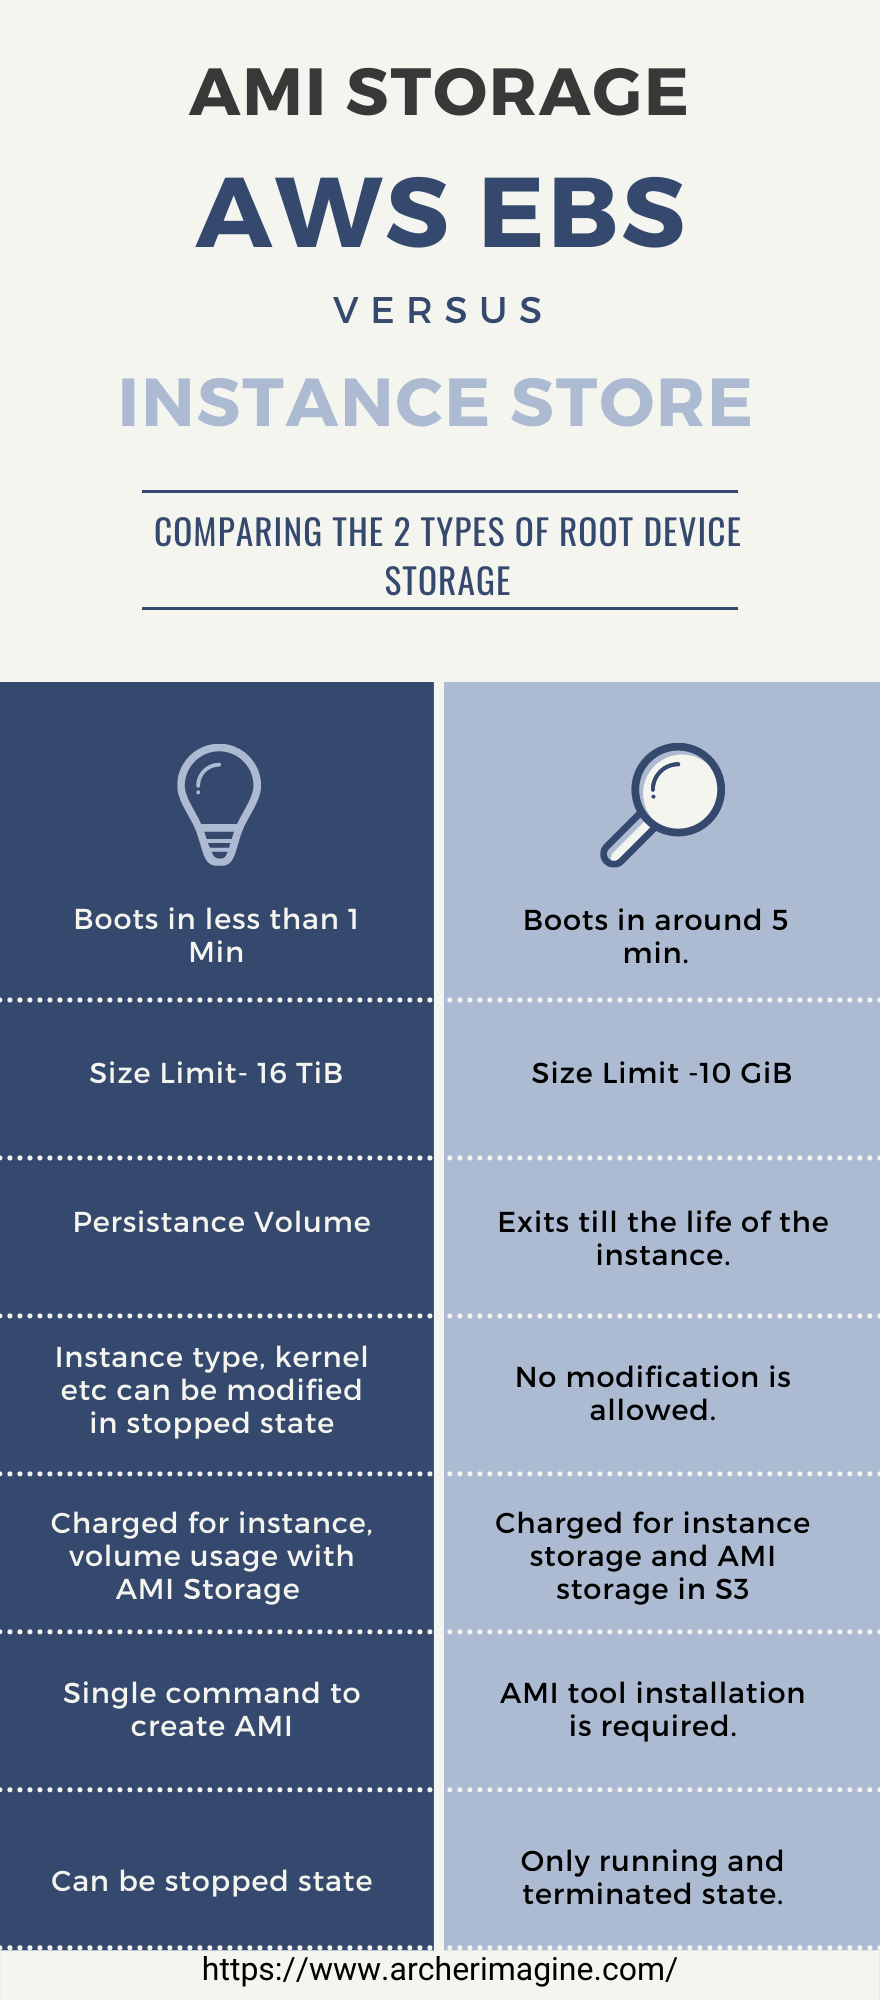 AMI STORAGE
AWS EBS
VERSUS
INSTANCE STORE
COMPARING THE 2 TYPES OF ROOT DEVICE
STORAGE
Boots in less than 1
Min
Boots in around 5
min.
Size Limit- 16 TiB
Size Limit -10 GiB
Persistance Volume
Exits till the life of the
instance.
Instance type, kernel
etc can be modified
in stopped state
No modification is
allowed.
Charged for instance,
volume usage with
AMI Storage
Charged for instance
storage and AMI
storage in S3
Single command to
create AMI
AMI tool installation
is required.
Can be stopped state
Only running and
terminated state.
https://www.archerimagine.com/